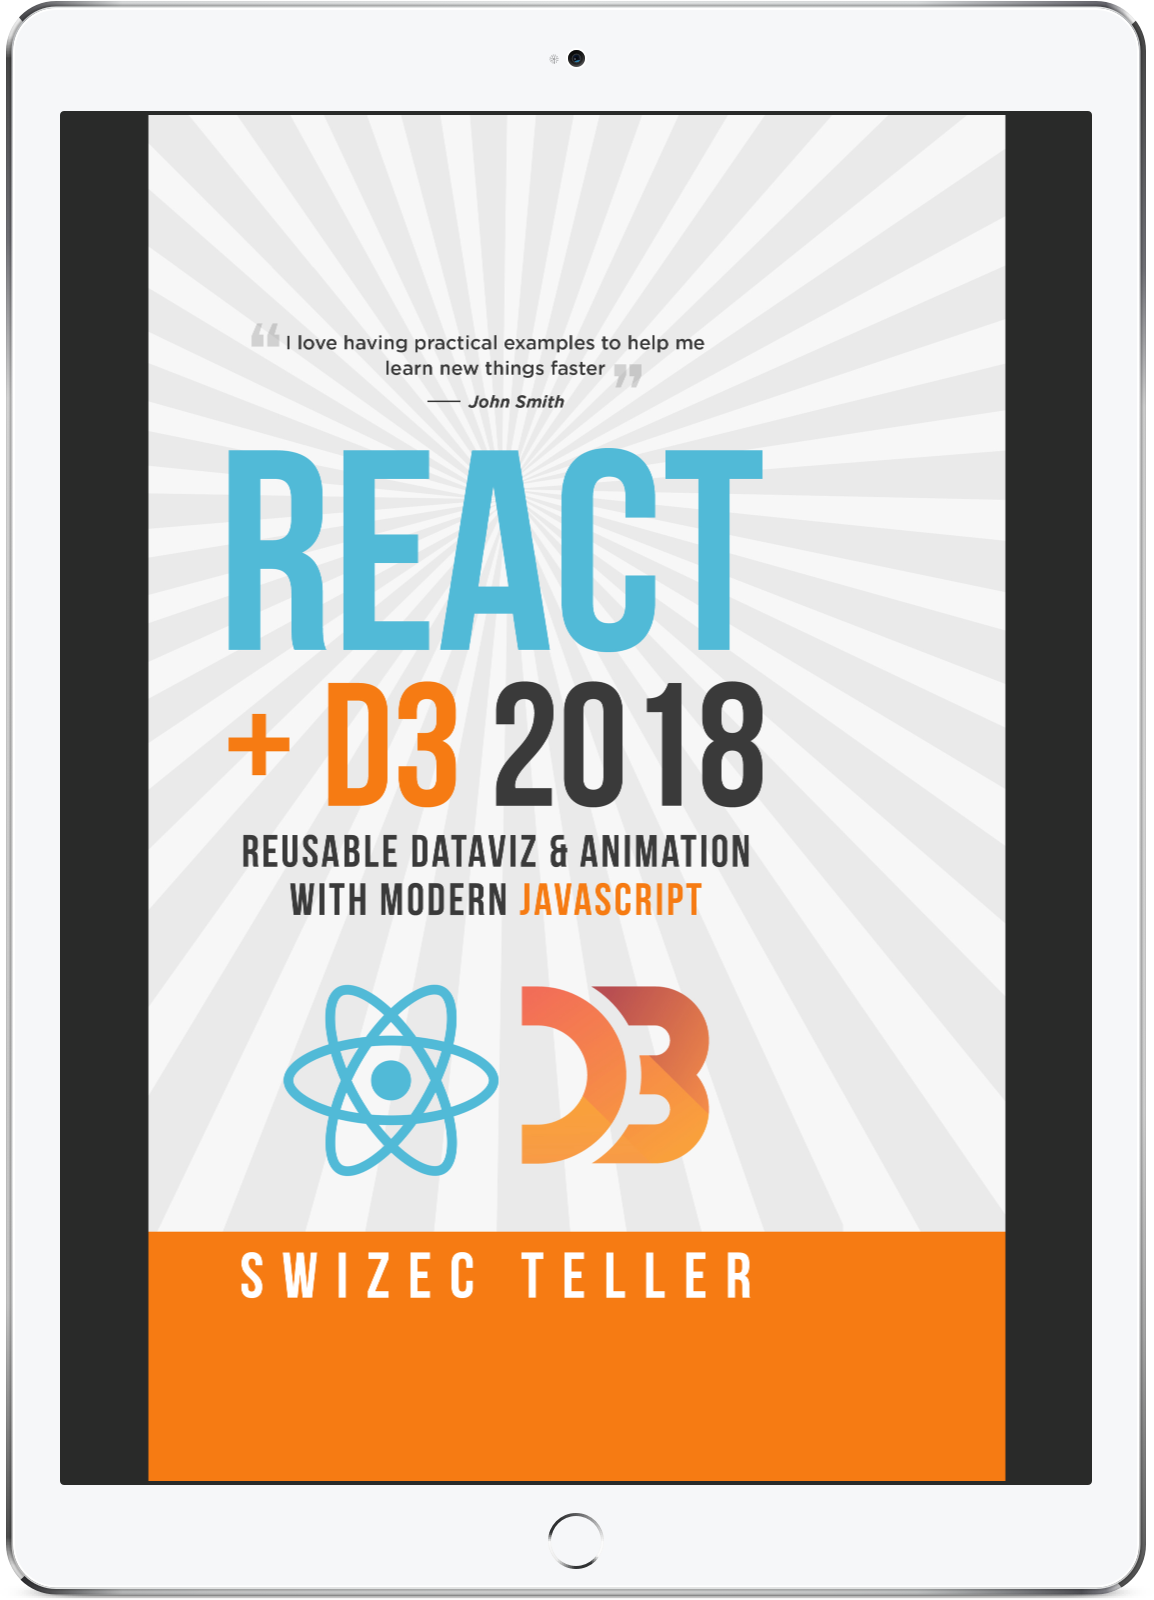 “ I love having practical examples to help me
learn new things faster ”
— John Smith
REACT
+ D3 2018
REUSABLE DATAVIZ & ANIMATION
WITH MODERN JAVASCRIPT
D3
SWIZEC TELLER